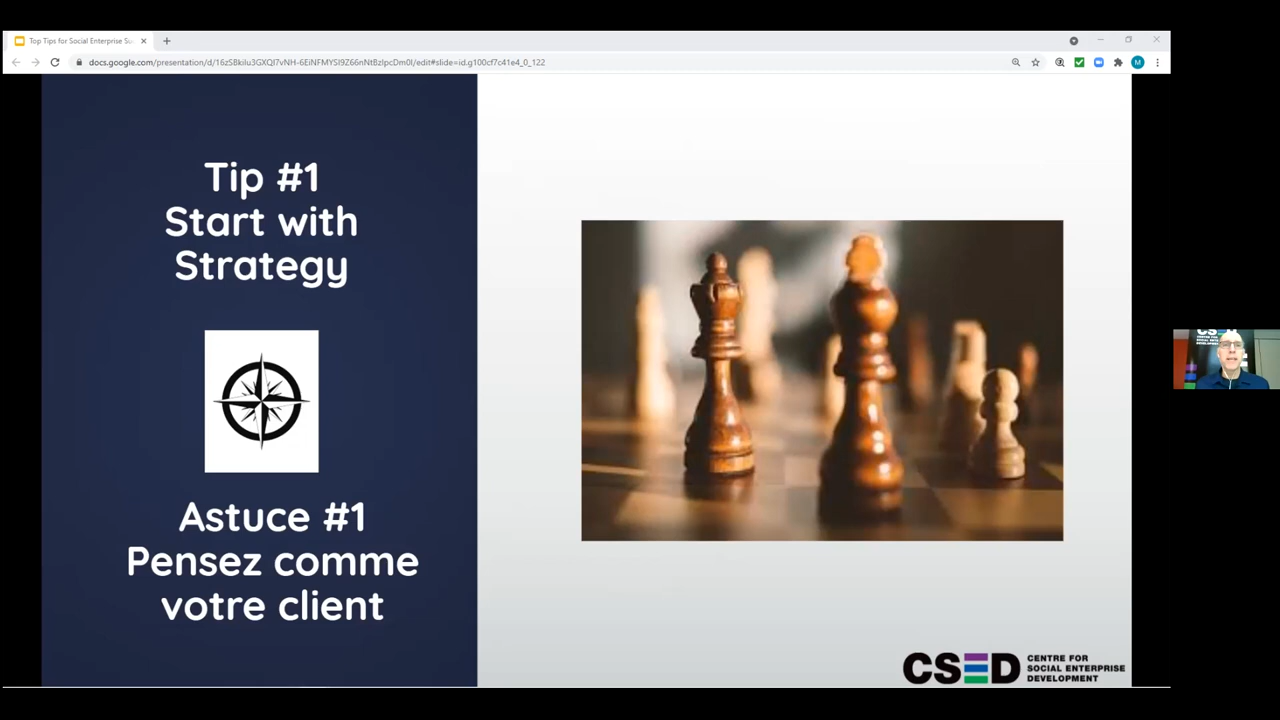 Top Tips for Social Enterprise Su
docs.google.com/presentation/d/16zSBkilu3GXQJ7vNH-6EiNFMYSI9Z66nNtBzlpcDm0I/edit#slide=id.g100cf7c41e4_0_122
M
Tip #1
Start with
Strategy
Astuce #1
Pensez comme
votre client
CSED
CENTRE FOR
SOCIAL ENTERPRISE
DEVELOPMENT